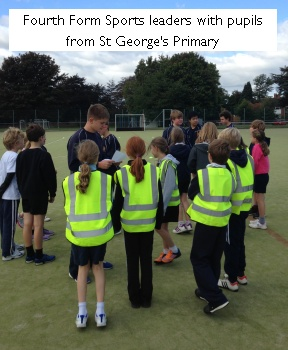 Fourth Form Sports leaders with pupils
from St George's Primary